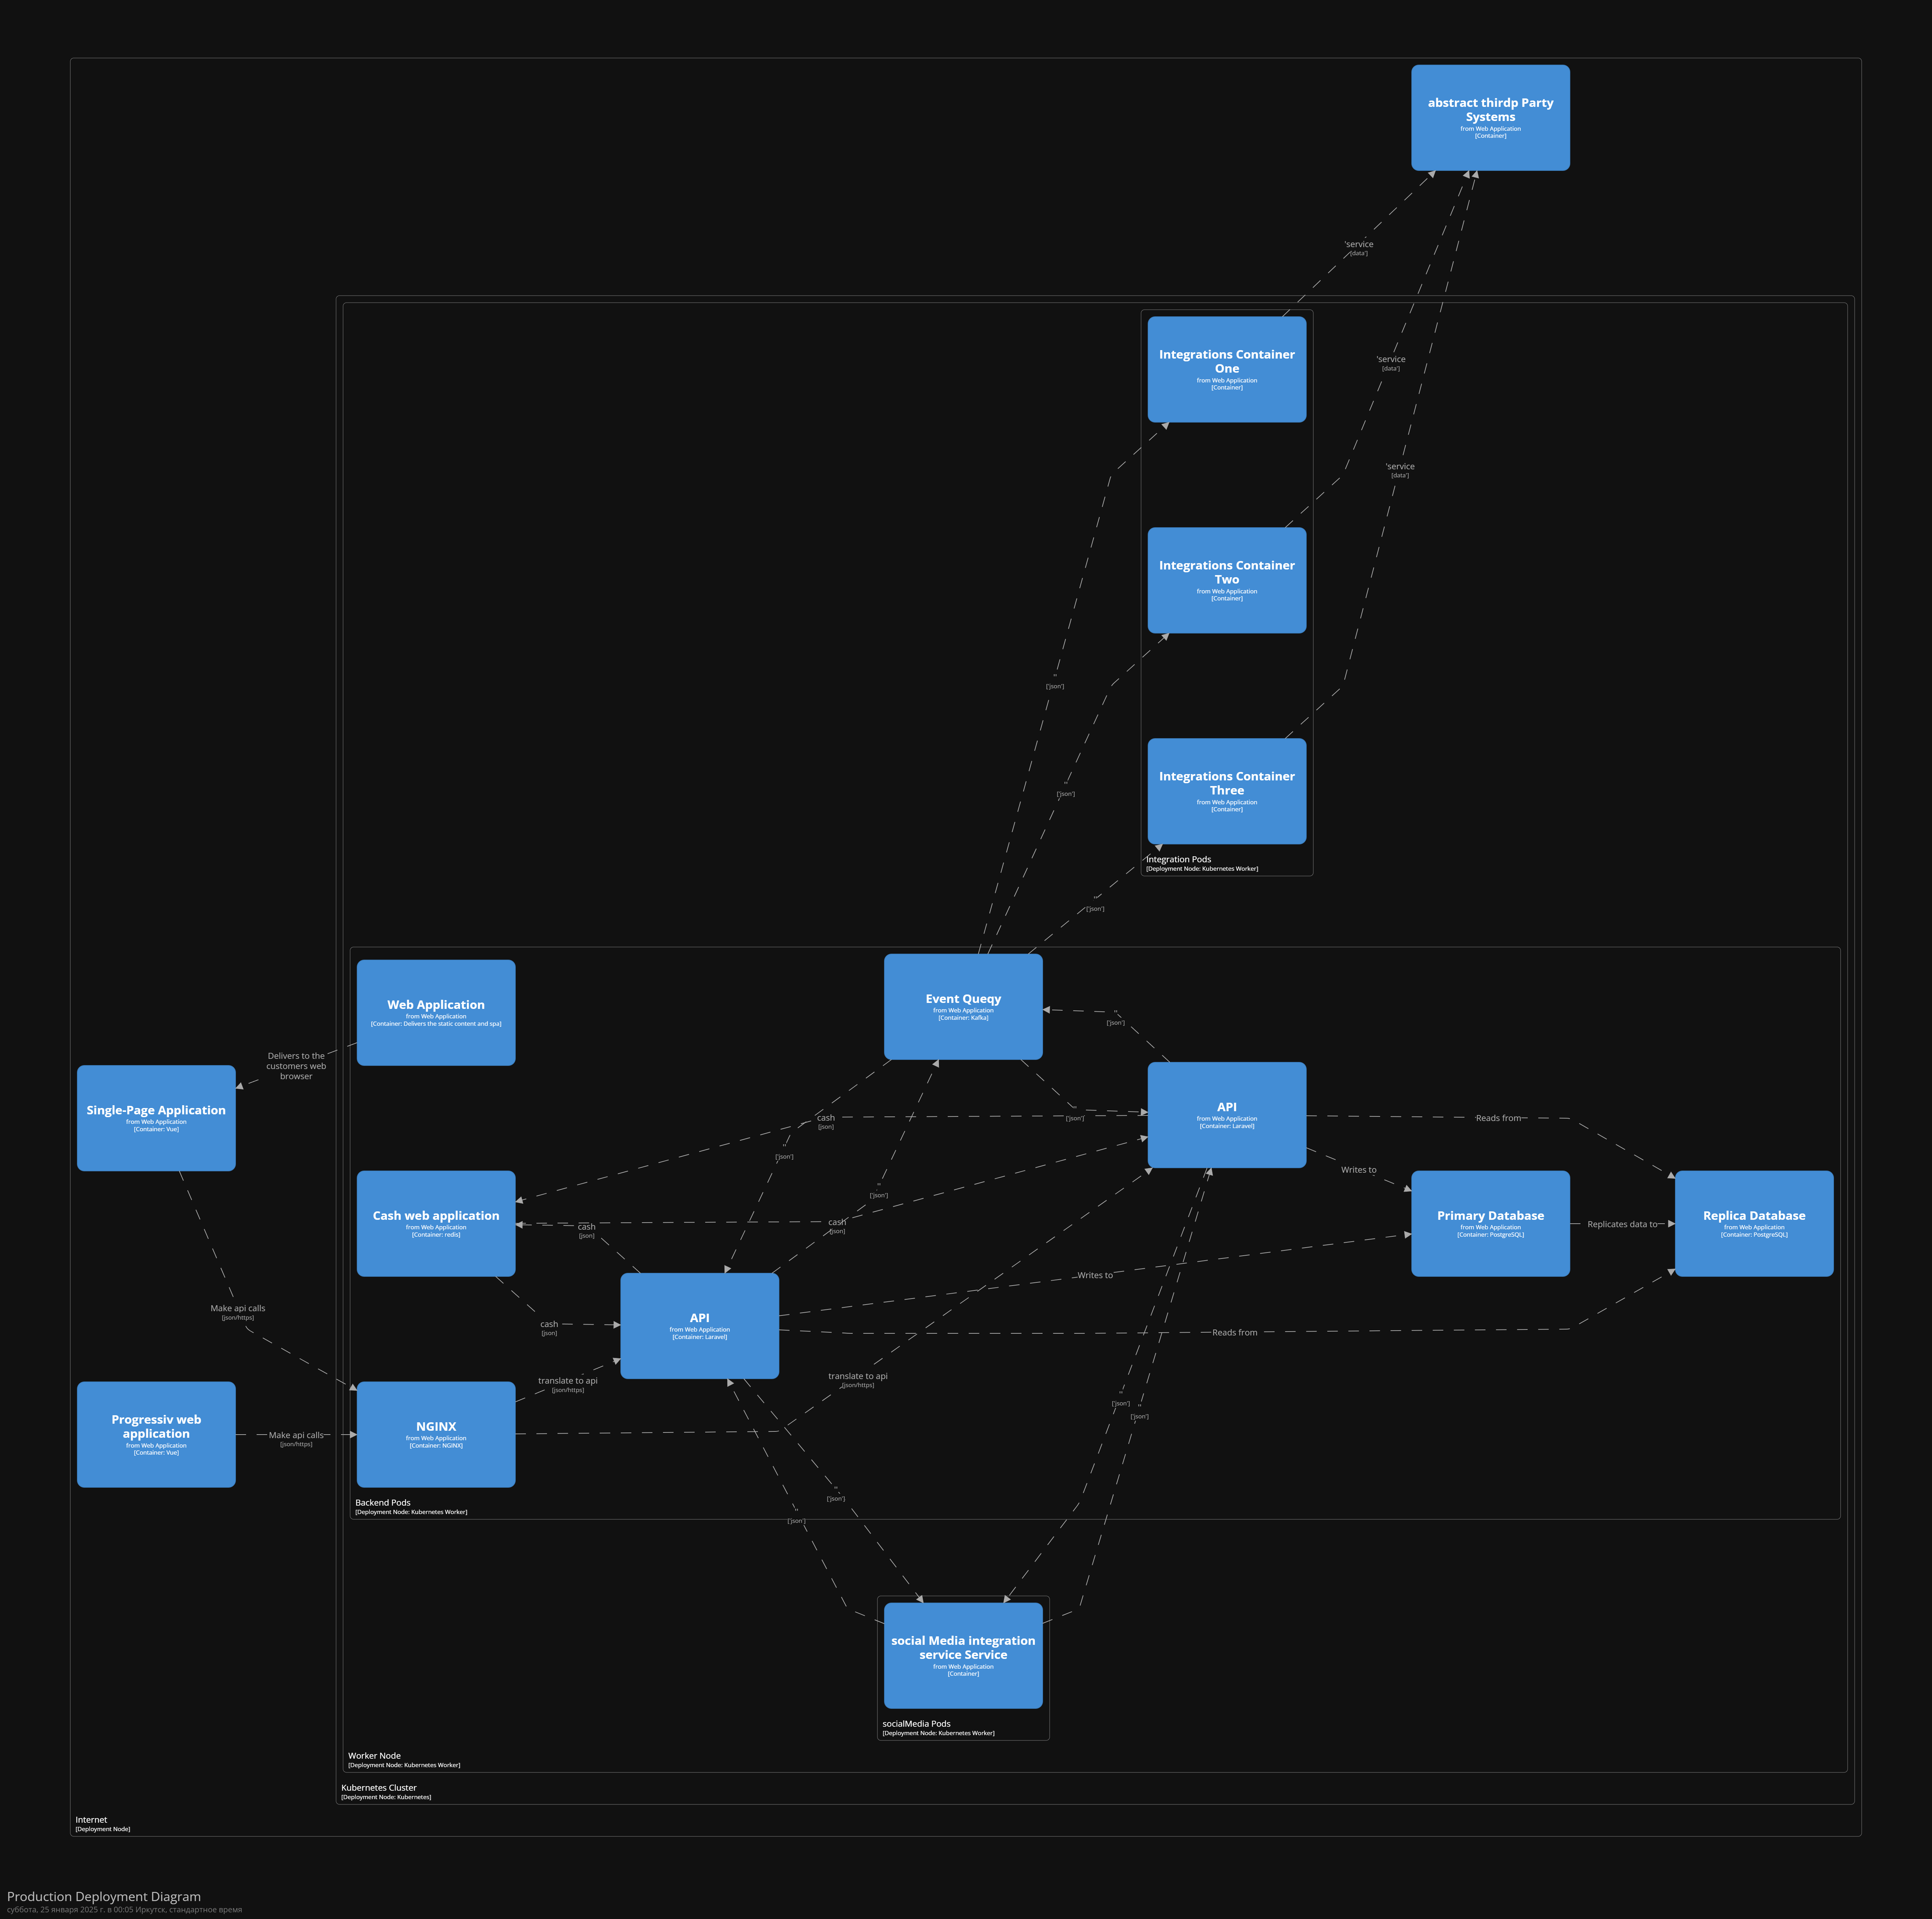 abstract thirdp Party
Systems
from Web Application
[Container]
'service
[data']
Integrations Container
One
from Web Application
[Container]
'service
[data']
'service
[data']
Integrations Container
Two
from Web Application
[Container]
''
['json']
Integrations Container
Three
from Web Application
[Container]
''
['json']
Integration Pods
[Deployment Node: Kubernetes Worker]
''
['json']
Web Application
from Web Application
[Container: Delivers the static content and spa]
Event Queqy
from Web Application
[Container: Kafka]
''
['json']
Delivers to the
customers web
browser
Single-Page Application
from Web Application
[Container: Vue]
cash
[json]
''
['json']
API
from Web Application
[Container: Laravel]
Reads from
''
['json']
Writes to
''
['json']
Cash web application
from Web Application
[Container: redis]
cash
[json]
cash
[json]
Primary Database
from Web Application
[Container: PostgreSQL]
Replicates data to
Replica Database
from Web Application
[Container: PostgreSQL]
Writes to
Make api calls
[json/https]
cash
[json]
API
from Web Application
[Container: Laravel]
Reads from
translate to api
[json/https]
translate to api
[json/https]
''
['json']
''
['json']
Progressiv web
application
from Web Application
[Container: Vue]
Make api calls
[json/https]
NGINX
from Web Application
[Container: NGINX]
''
['json']
Backend Pods
[Deployment Node: Kubernetes Worker]
''
['json']
social Media integration
service Service
from Web Application
[Container]
socialMedia Pods
[Deployment Node: Kubernetes Worker]
Worker Node
[Deployment Node: Kubernetes Worker]
Kubernetes Cluster
[Deployment Node: Kubernetes]
Internet
[Deployment Node]
Production Deployment Diagram
суббота, 25 января 2025 г. в 00:05 Иркутск, стандартное время